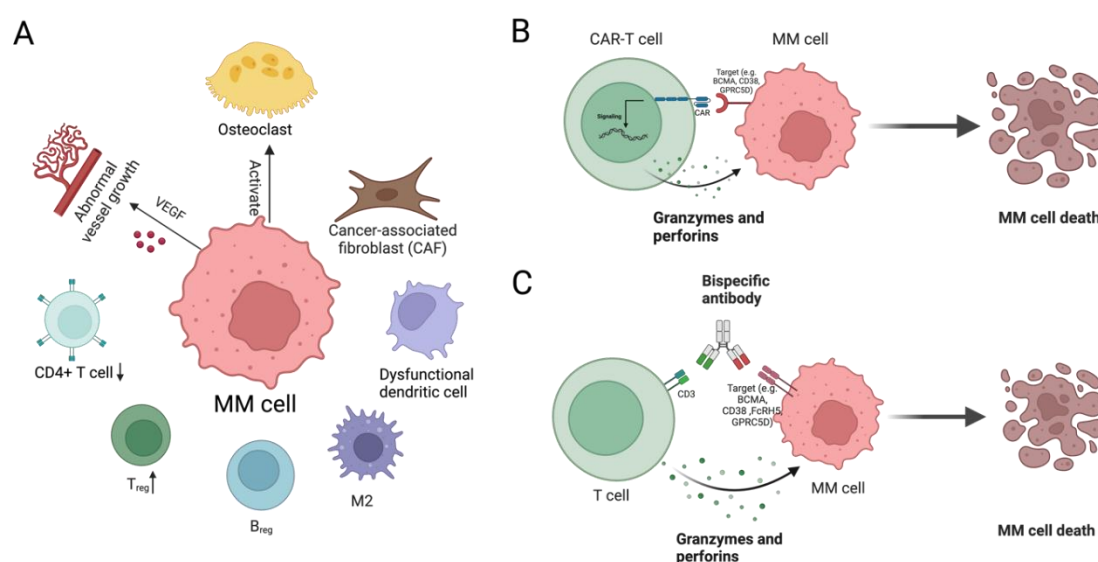 A
Osteoclast
Activate
VEGF
Abnormal
vessel growth
Cancer-associated
fibroblast (CAF)
CD4+ T cell ↓
MM cell
Dysfunctional
dendritic cell
Treg ↑
Breg
M2
B
CAR-T cell
MM cell
Target (e.g.
BCMA, CD38,
GPRC5D)
CAR
Signaling
Granzymes and
perforins
MM cell death
C
Bispecific
antibody
CD3
Target (e.g.
BCMA,
CD38 ,FcRH5,
GPRC5D)
T cell
MM cell
Granzymes and
perforins
MM cell death